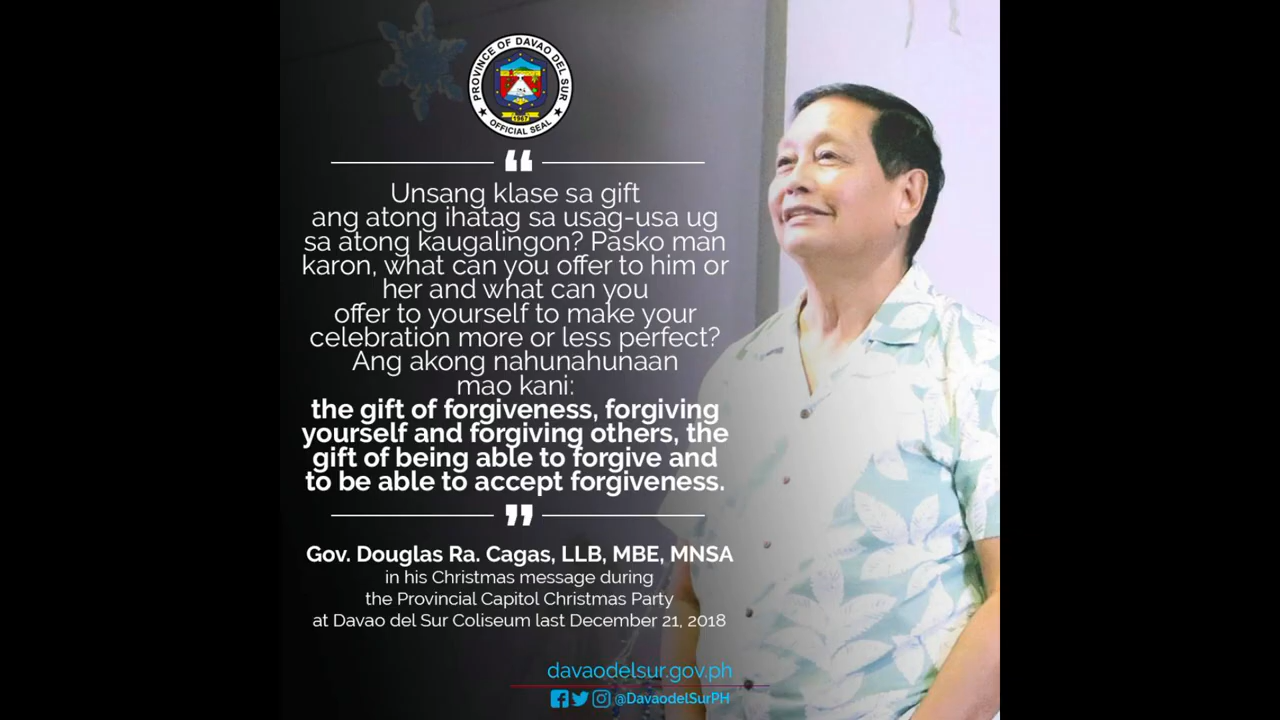 PROVINCE OF DAVAO DEL SUR
1967
OFFICIAL SEAL
“
Unsang klase sa gift
ang atong ihatag sa usag-usa ug
sa atong kaugalingon? Pasko man
karon, what can you offer to him or
her and what can you
offer to yourself to make your
celebration more or less perfect?
Ang akong nahunahunaan
mao kani:
the gift of forgiveness, forgiving
yourself and forgiving others, the
gift of being able to forgive and
to be able to accept forgiveness.
”
Gov. Douglas Ra. Cagas, LLB, MBE, MNSA
in his Christmas message during
the Provincial Capitol Christmas Party
at Davao del Sur Coliseum last December 21, 2018
davaodelsur.gov.ph
@DavaodelSurPH